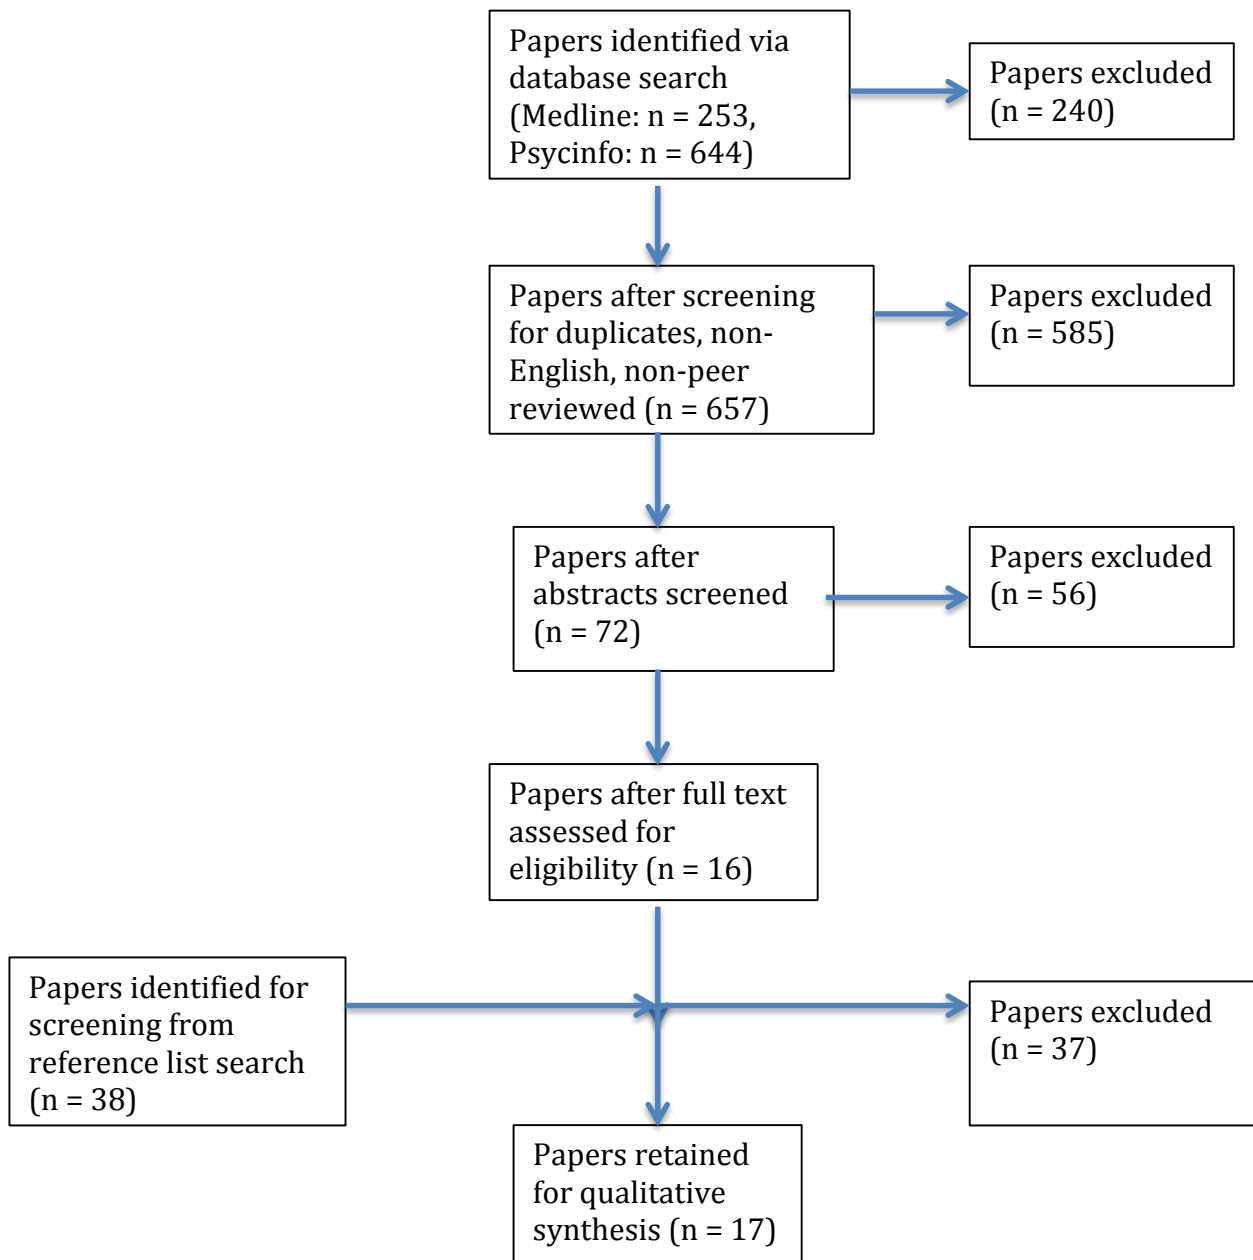 Papers identified via
database search
(Medline: n = 253,
Psycinfo: n = 644)
Papers excluded
(n = 240)
Papers after screening
for duplicates, non-
English, non-peer
reviewed (n = 657)
Papers excluded
(n = 585)
Papers after
abstracts screened
(n = 72)
Papers excluded
(n = 56)
Papers after full text
assessed for
eligibility (n = 16)
Papers identified for
screening from
reference list search
(n = 38)
Papers excluded
(n = 37)
Papers retained
for qualitative
synthesis (n = 17)